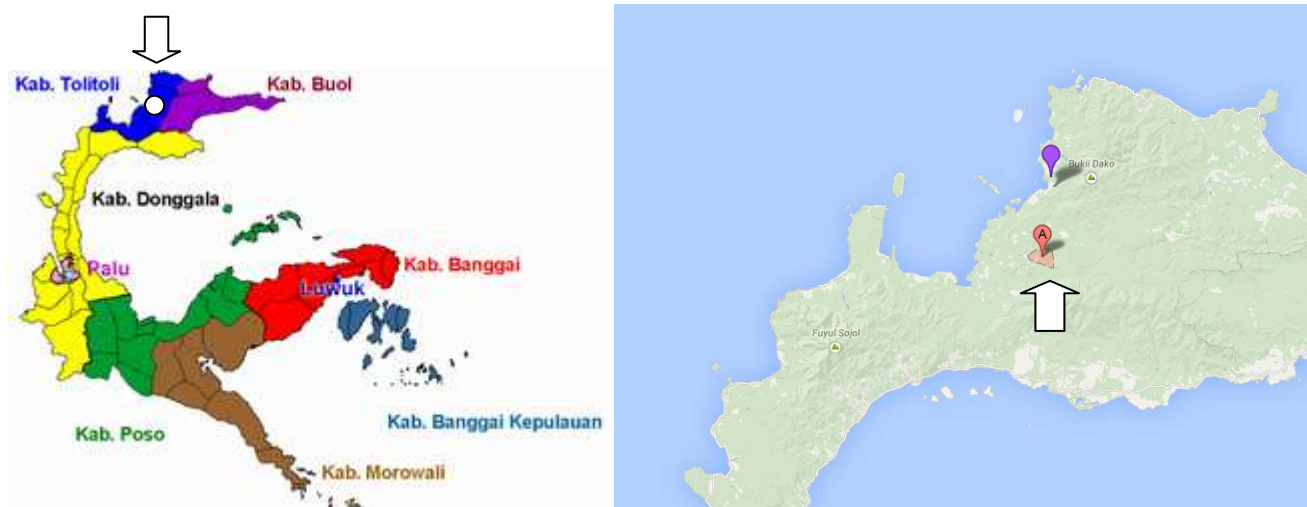 Kab. Tolitoli
Kab. Buol
Kab. Donggala
Palu
Kab. Banggai
Luwuk
Kab. Banggai Kepulauan
Kab. Poso
Kab. Morowali
Bukii Dako
A
Fuyul Sojol